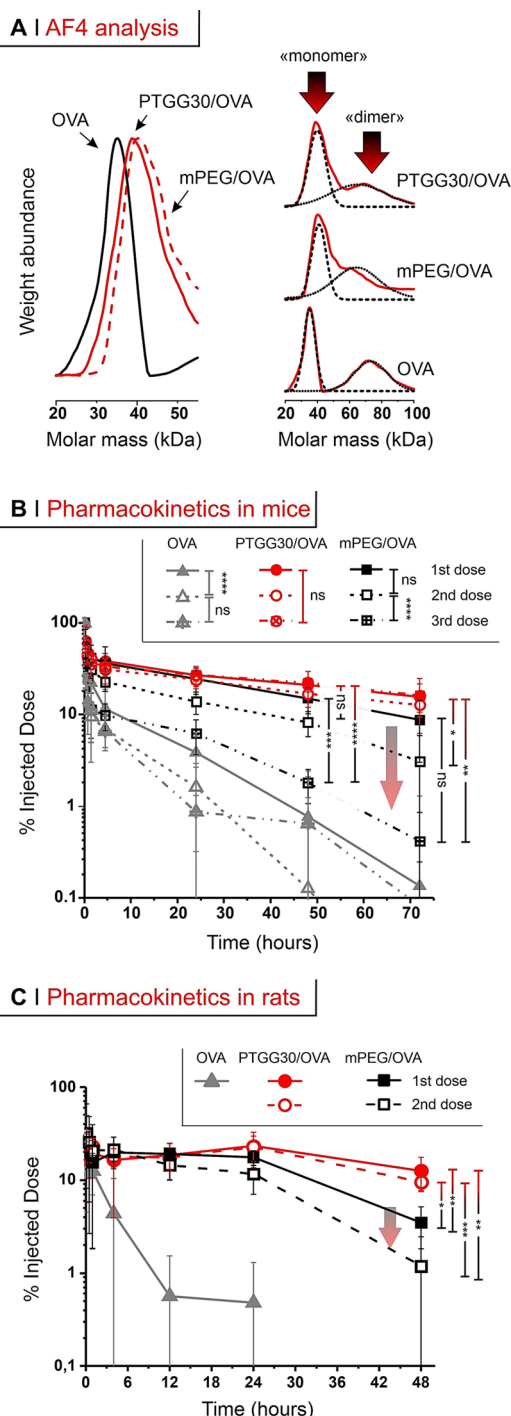 A | AF4 analysis
«monomer»
«dimer»
OVA
PTGG30/OVA
mPEG/OVA
PTGG30/OVA
mPEG/OVA
OVA
Weight abundance
20 30 40 50
Molar mass (kDa)
20 40 60 80 100
Molar mass (kDa)
B | Pharmacokinetics in mice
OVA PTGG30/OVA mPEG/OVA
**** ns ns 1st dose
ns **** 2nd dose
3rd dose
100
10
1
0.1
% Injected Dose
ns
***
****
ns
*
**
0 10 20 30 40 50 60 70
Time (hours)
C | Pharmacokinetics in rats
OVA PTGG30/OVA mPEG/OVA
1st dose
2nd dose
100
10
1
0,1
% Injected Dose
*
**
***
**
0 6 12 18 24 30 36 42 48
Time (hours)